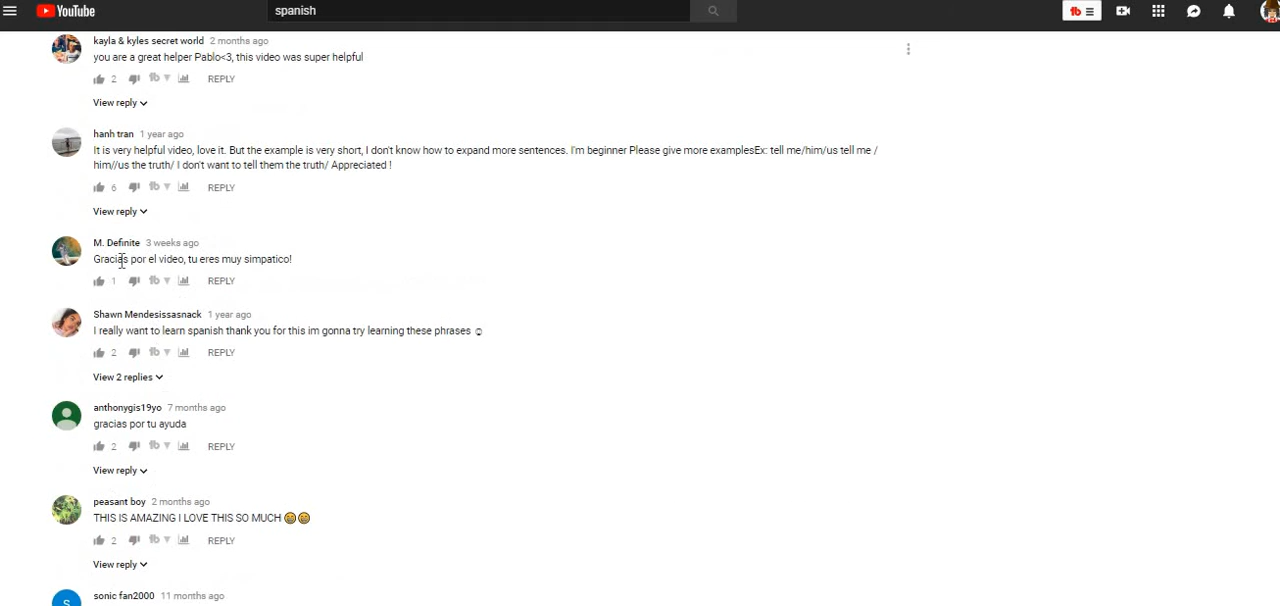 YouTube
spanish
kayla & kyles secret world 2 months ago
you are a great helper Pablo<3, this video was super helpful
2 REPLY
View reply
hanh tran 1 year ago
It is very helpful video, love it. But the example is very short, I don't know how to expand more sentences. I'm beginner Please give more examplesEx: tell me/him/us tell me /
him//us the truth/ I don't want to tell them the truth/ Appreciated !
6 REPLY
View reply
M. Definite 3 weeks ago
Gracias por el video, tu eres muy simpatico!
1 REPLY
Shawn Mendesissasnack 1 year ago
I really want to learn spanish thank you for this im gonna try learning these phrases ☺
2 REPLY
View 2 replies
anthonygis19yo 7 months ago
gracias por tu ayuda
2 REPLY
View reply
peasant boy 2 months ago
THIS IS AMAZING I LOVE THIS SO MUCH 😁😁
2 REPLY
View reply
sonic fan2000 11 months ago
S